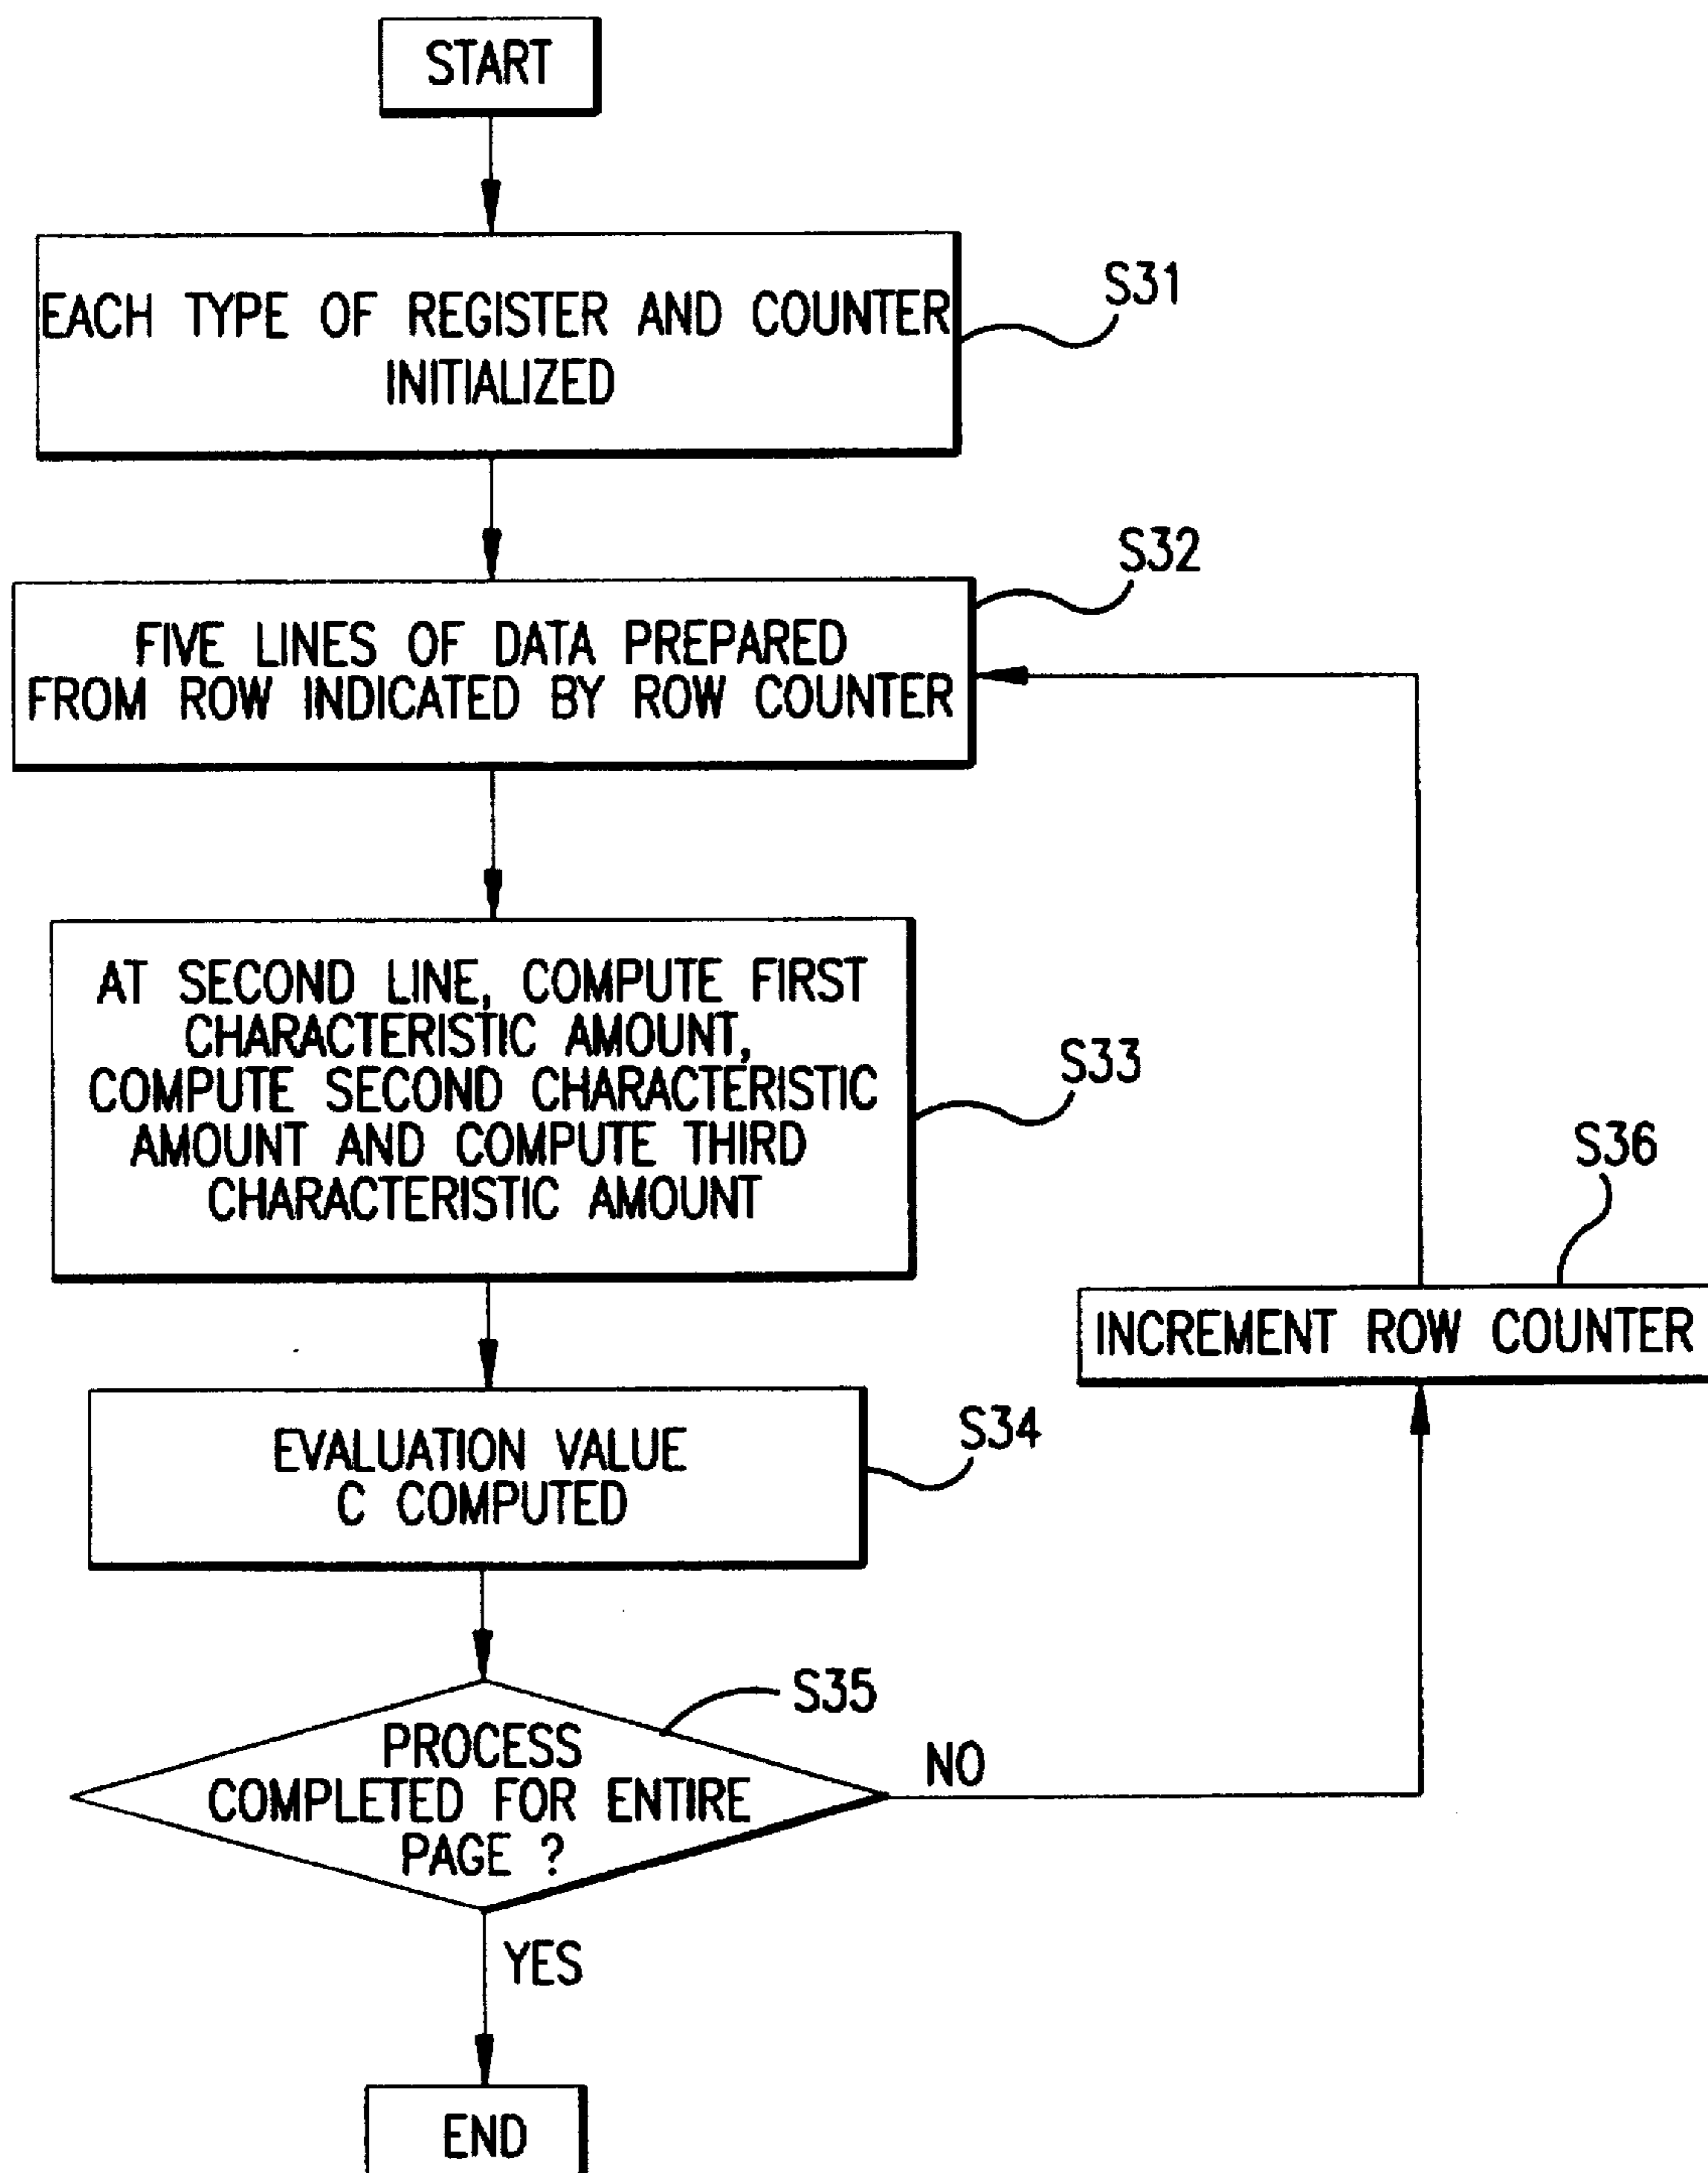 START
EACH TYPE OF REGISTER AND COUNTER
INITIALIZED
S31
FIVE LINES OF DATA PREPARED
FROM ROW INDICATED BY ROW COUNTER
S32
AT SECOND LINE, COMPUTE FIRST
CHARACTERISTIC AMOUNT,
COMPUTE SECOND CHARACTERISTIC
AMOUNT AND COMPUTE THIRD
CHARACTERISTIC AMOUNT
S33
EVALUATION VALUE
C COMPUTED
S34
PROCESS
COMPLETED FOR ENTIRE
PAGE ?
S35
NO
INCREMENT ROW COUNTER
S36
YES
END